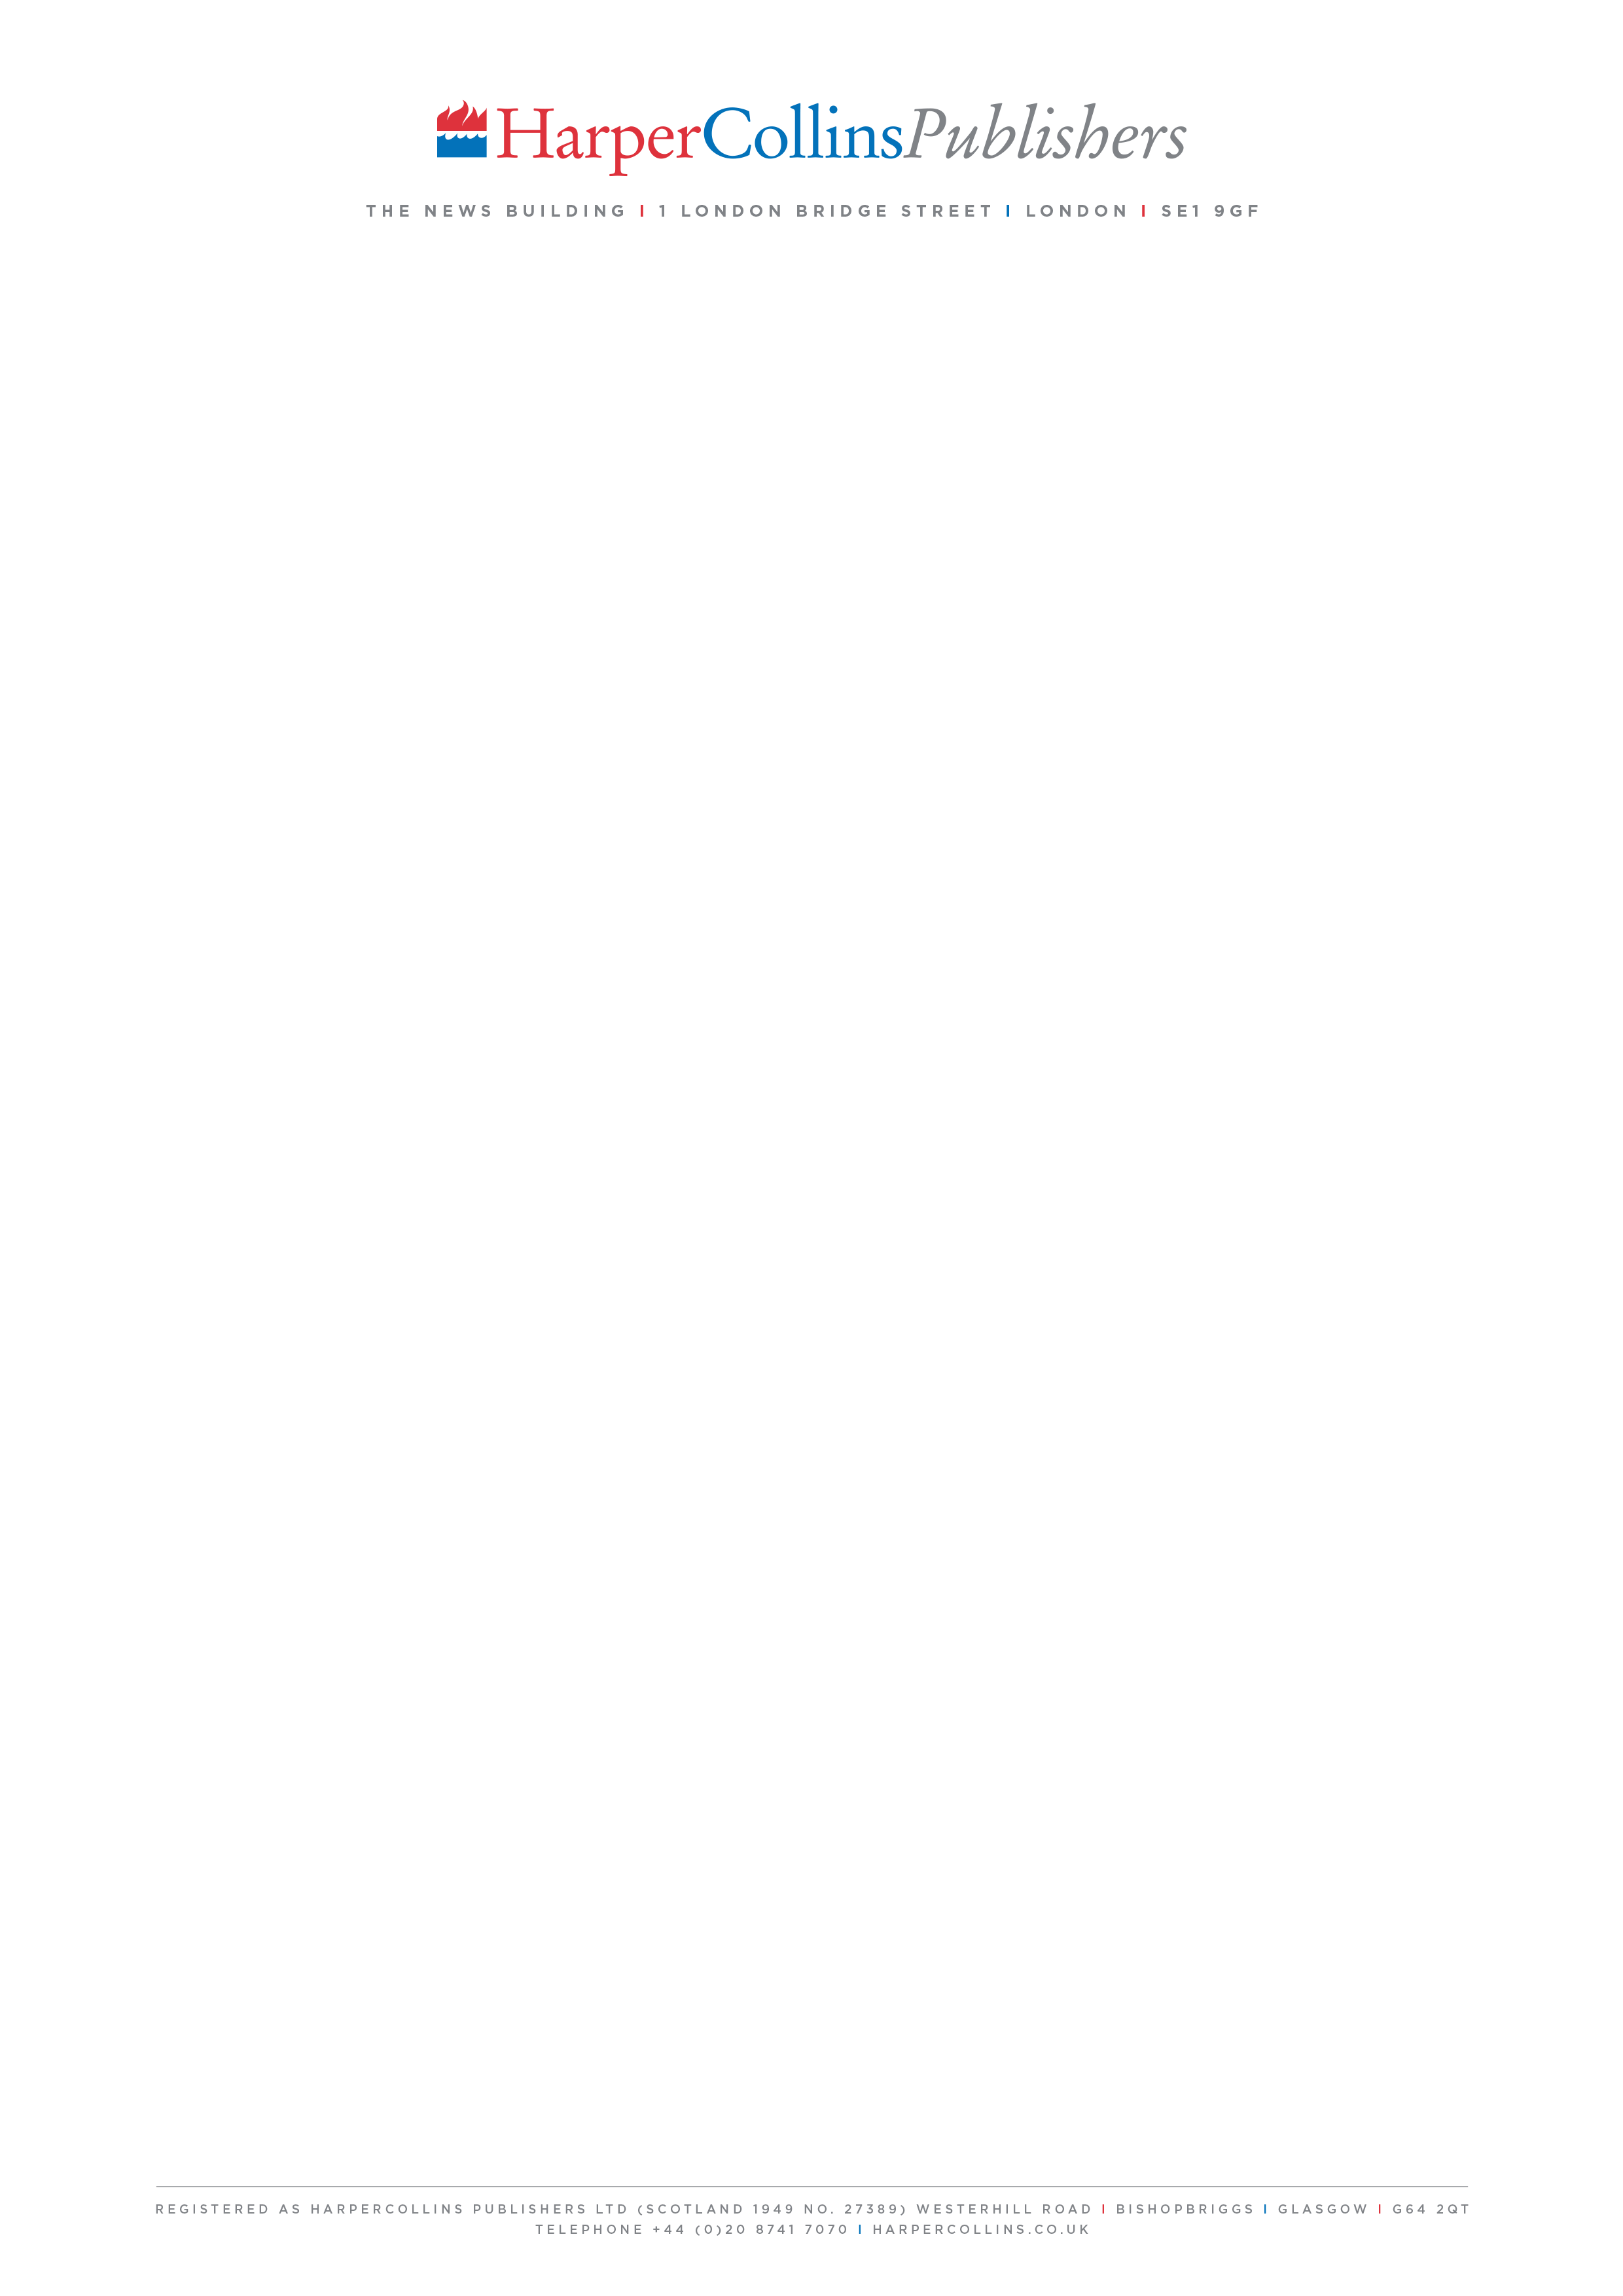 HarperCollinsPublishers
THE NEWS BUILDING | 1 LONDON BRIDGE STREET | LONDON | SE1 9GF
REGISTERED AS HARPERCOLLINS PUBLISHERS LTD (SCOTLAND 1949 NO. 27389) WESTERHILL ROAD | BISHOPBRIGGS | GLASGOW | G64 2QT
TELEPHONE +44 (0)20 8741 7070 | HARPERCOLLINS.CO.UK